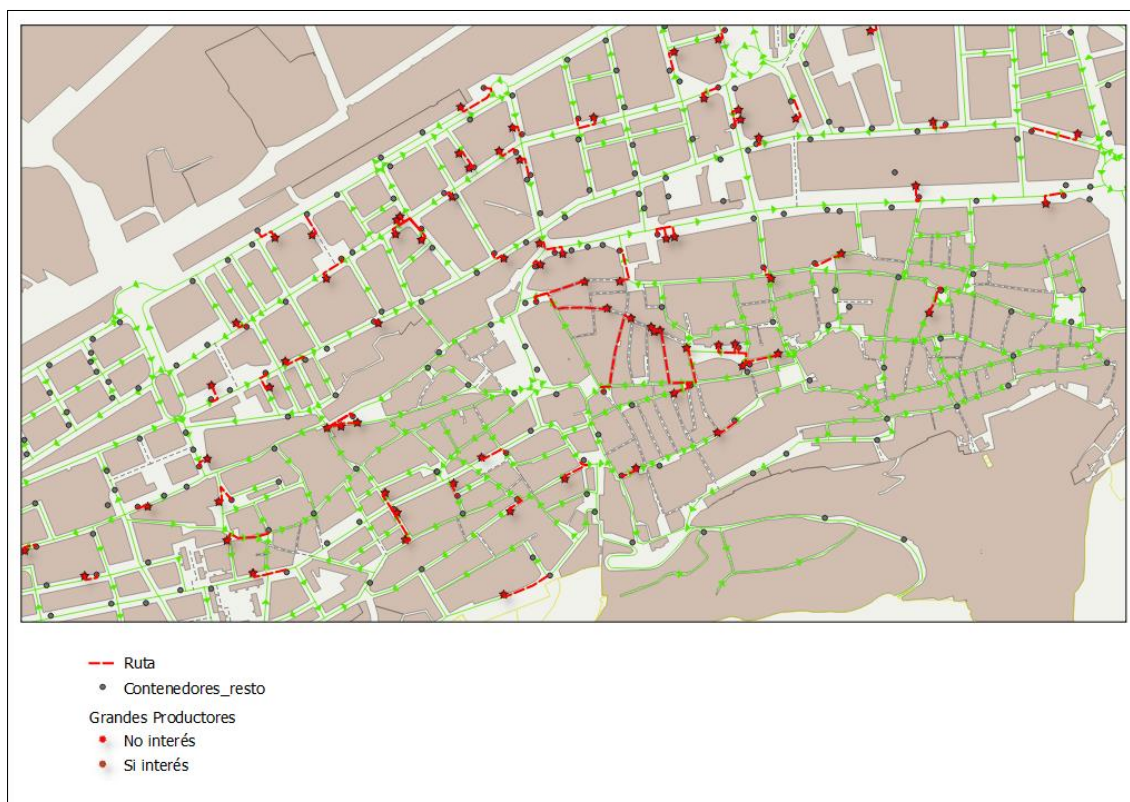 Ruta
Contenedores_resto
Grandes Productores
No interés
Si interés